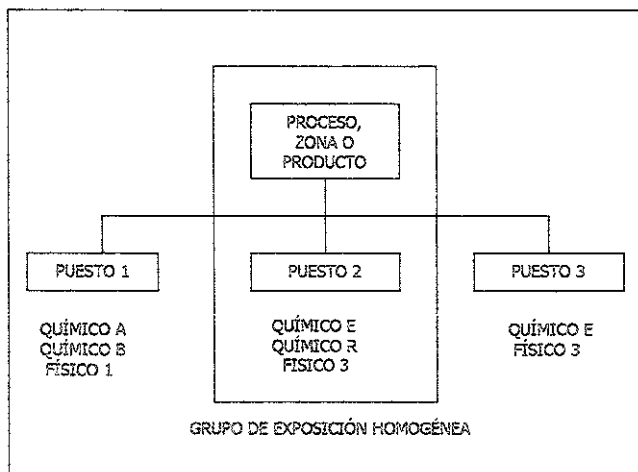 PROCESO,
ZONA O
PRODUCTO
PUESTO 1
PUESTO 2
PUESTO 3
QUÍMICO A
QUÍMICO B
FÍSICO 1
QUÍMICO E
QUÍMICO R
FISICO 3
QUÍMICO E
FÍSICO 3
GRUPO DE EXPOSICIÓN HOMOGÉNEA